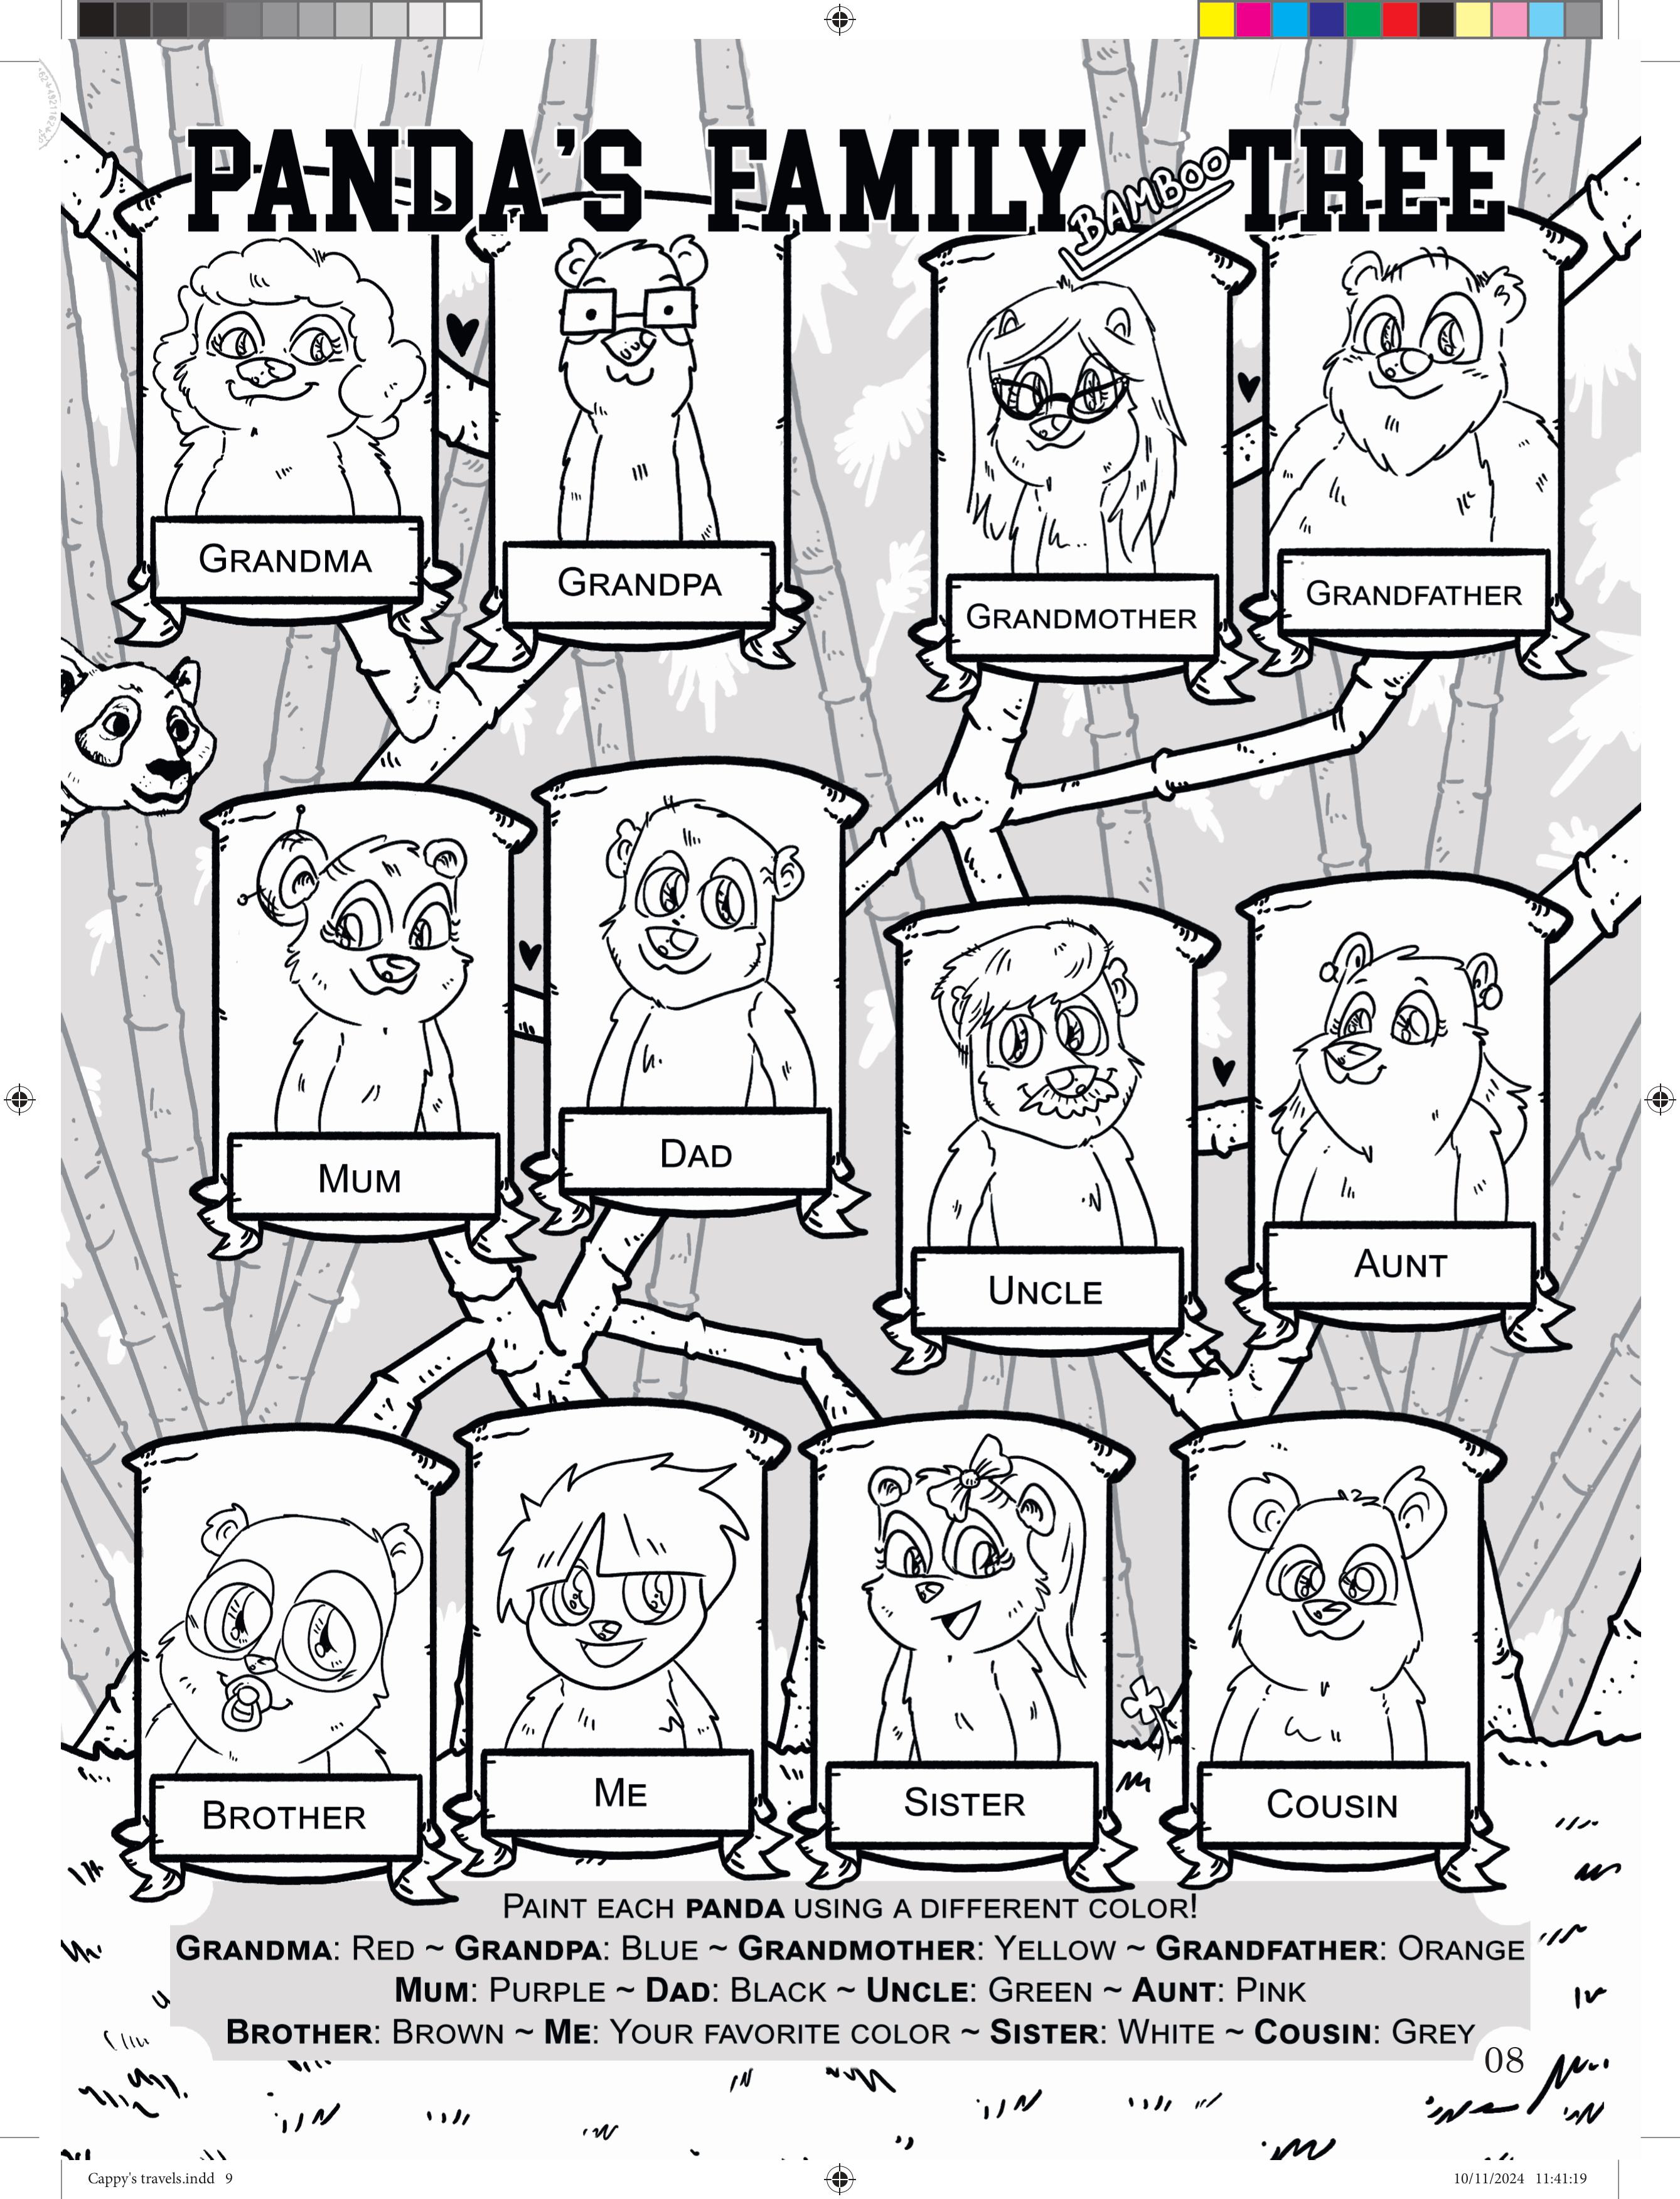 PANDA'S FAMILY BAMBOO TREE
GRANDMA
GRANDPA
GRANDMOTHER
GRANDFATHER
MUM
DAD
UNCLE
AUNT
BROTHER
ME
SISTER
COUSIN
PAINT EACH PANDA USING A DIFFERENT COLOR!
GRANDMA: RED ~ GRANDPA: BLUE ~ GRANDMOTHER: YELLOW ~ GRANDFATHER: ORANGE
MUM: PURPLE ~ DAD: BLACK ~ UNCLE: GREEN ~ AUNT: PINK
BROTHER: BROWN ~ ME: YOUR FAVORITE COLOR ~ SISTER: WHITE ~ COUSIN: GREY
08
Cappy's travels.indd 9
10/11/2024 11:41:19